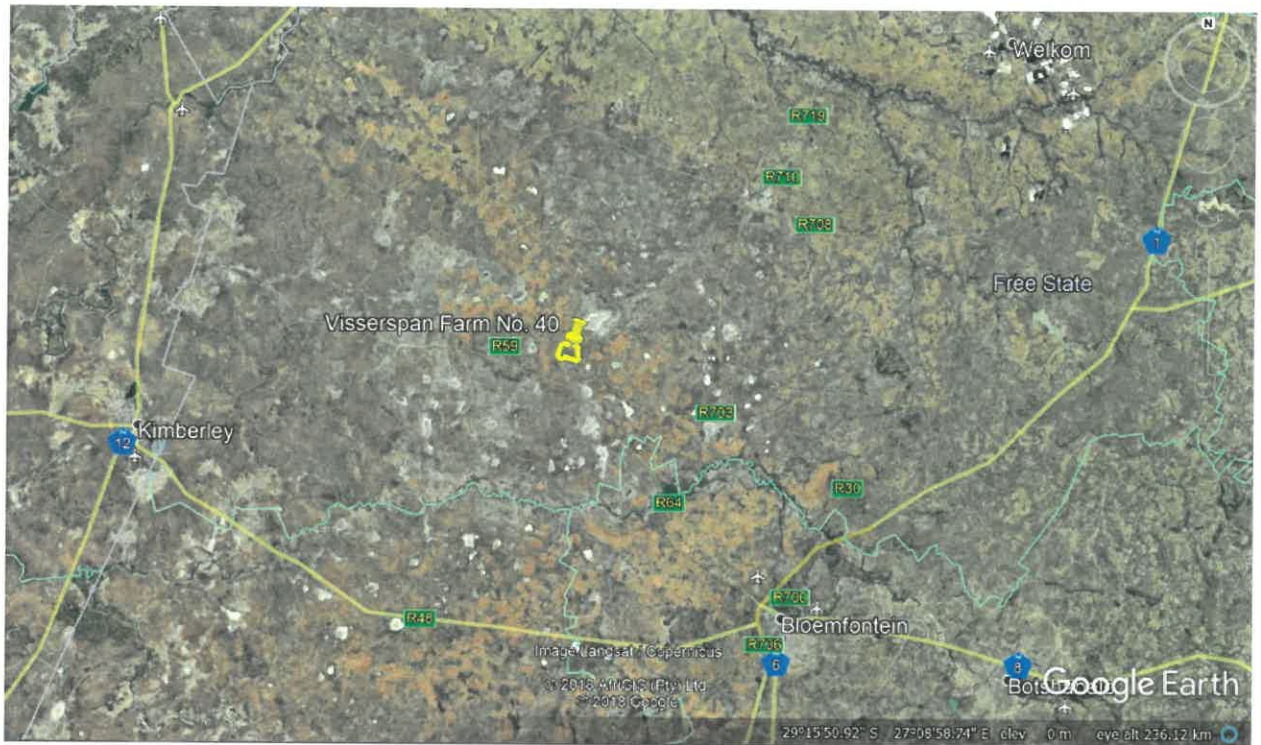 N
Welkom
R719
R710
R708
1
Free State
Visserspan Farm No. 40
R59
R703
Kimberley
12
R64
R30
R700
Bloemfontein
R48
R706
Image Landsat / Copernicus
6
8
© 2018 AfriGIS (Pty) Ltd
© 2018 Google
Google Earth
29°15'50.92" S 27°08'58.74" E elev 0 m eye alt 236.12 km